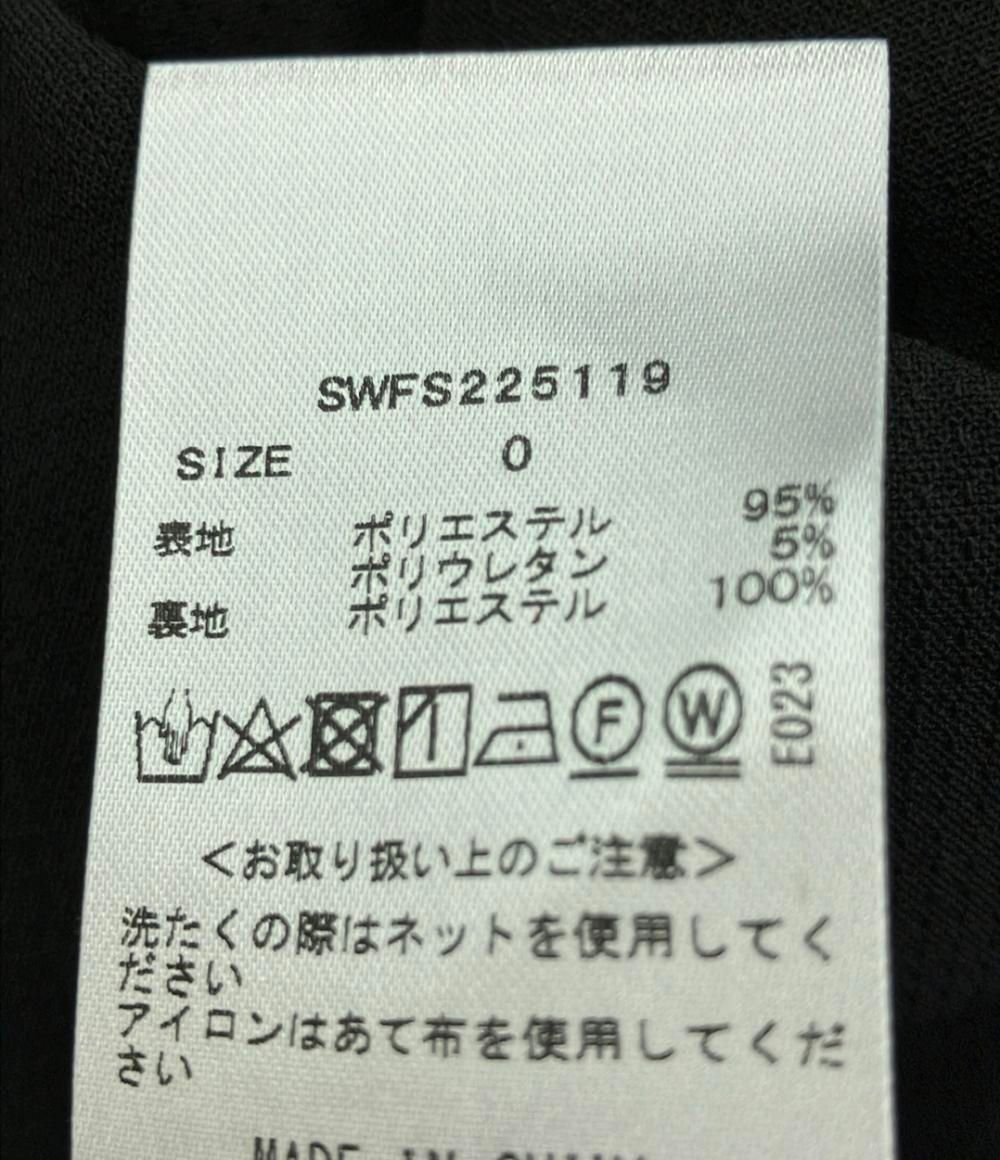 SWFS225119
SIZE 0
表地 ポリエステル 95%
ポリウレタン 5%
裏地 ポリエステル 100%
F W E023
<お取り扱い上のご注意>
洗たくの際はネットを使用してく
ださい
アイロンはあて布を使用してくだ
さい
MADE IN